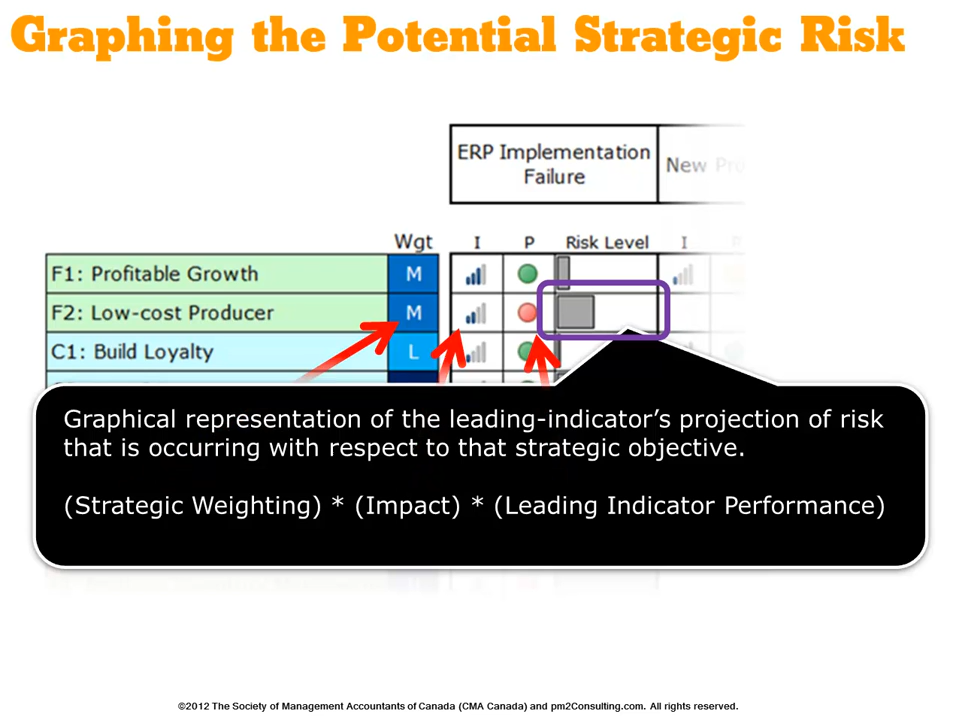 Graphing the Potential Strategic Risk
ERP Implementation
Failure
New
Wgt I P Risk Level I
F1: Profitable Growth M
F2: Low-cost Producer M
C1: Build Loyalty L
Graphical representation of the leading-indicator’s projection of risk
that is occurring with respect to that strategic objective.
(Strategic Weighting) * (Impact) * (Leading Indicator Performance)
©2012 The Society of Management Accountants of Canada (CMA Canada) and pm2Consulting.com. All rights reserved.